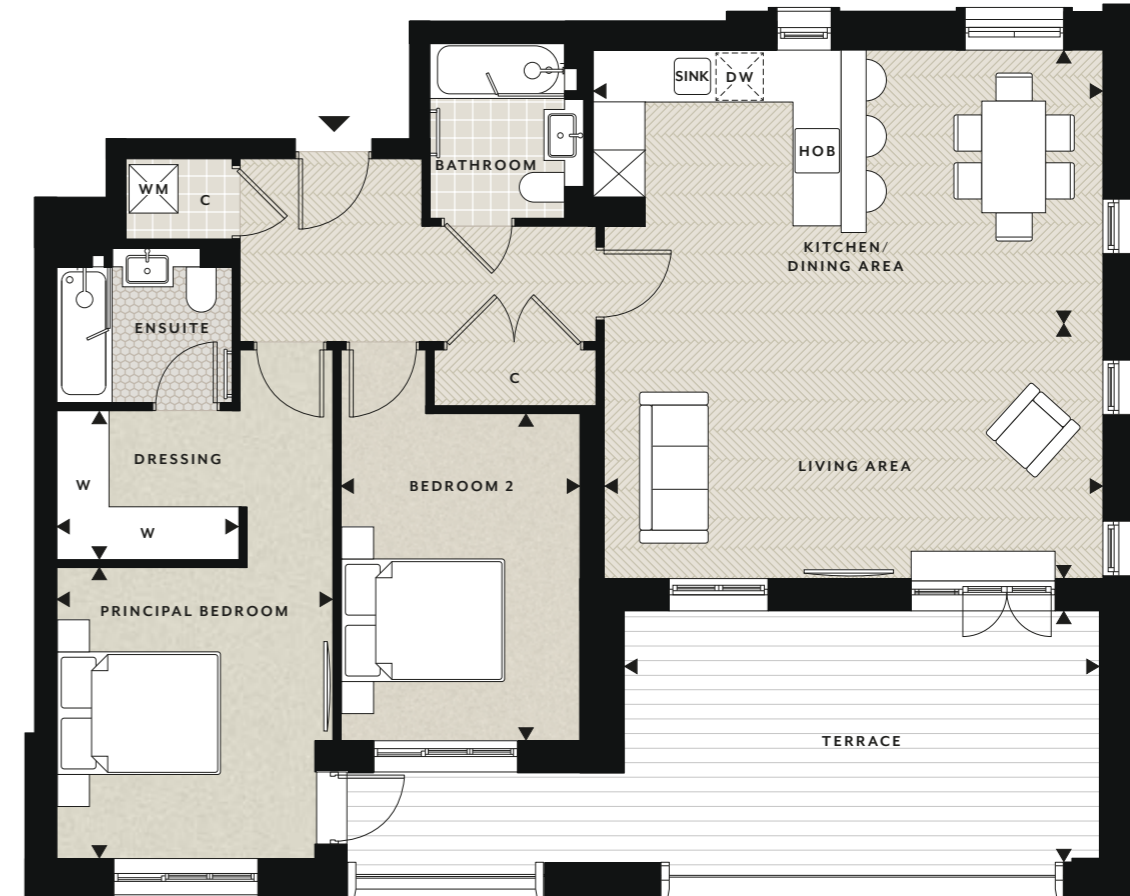 SINK
DW
HOB
BATHROOM
WM
C
KITCHEN/
DINING AREA
ENSUITE
C
DRESSING
W
W
BEDROOM 2
LIVING AREA
PRINCIPAL BEDROOM
TERRACE